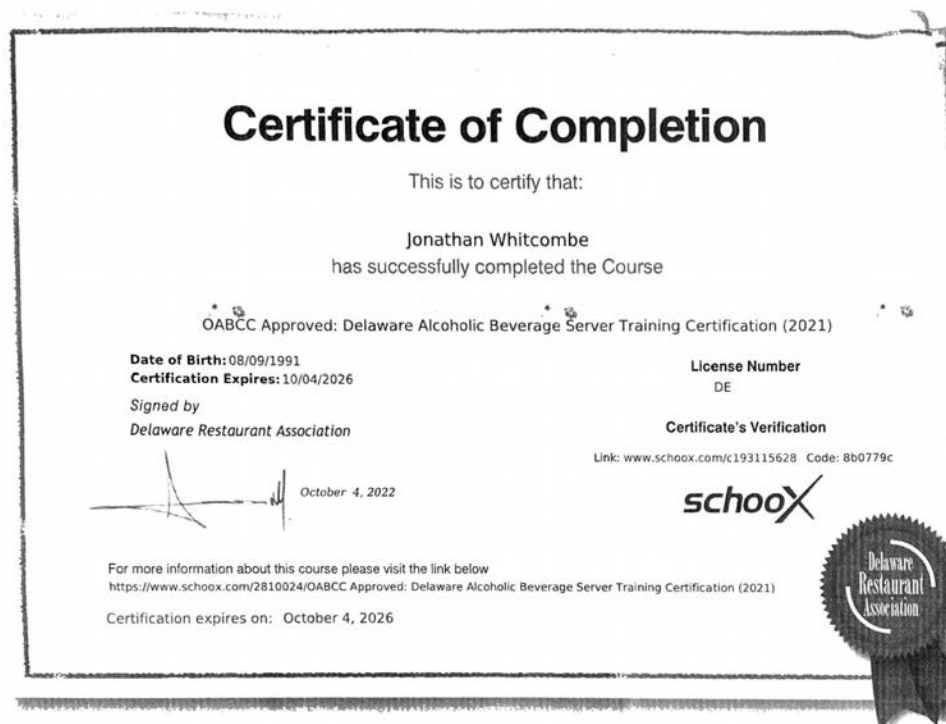 Certificate of Completion
This is to certify that:
Jonathan Whitcombe
has successfully completed the Course
OABCC Approved: Delaware Alcoholic Beverage Server Training Certification (2021)
Date of Birth: 08/09/1991
Certification Expires: 10/04/2026
License Number
DE
Signed by
Delaware Restaurant Association
Certificate's Verification
Link: www.schoox.com/c193115628 Code: 8b0779c
October 4, 2022
schoox
For more information about this course please visit the link below
https://www.schoox.com/2810024/OABCC Approved: Delaware Alcoholic Beverage Server Training Certification (2021)
Certification expires on: October 4, 2026
Delaware
Restaurant
Association